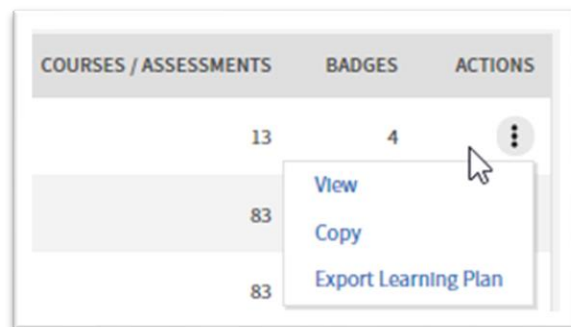 COURSES / ASSESSMENTS BADGES ACTIONS
13 4
View
83
Copy
Export Learning Plan
83